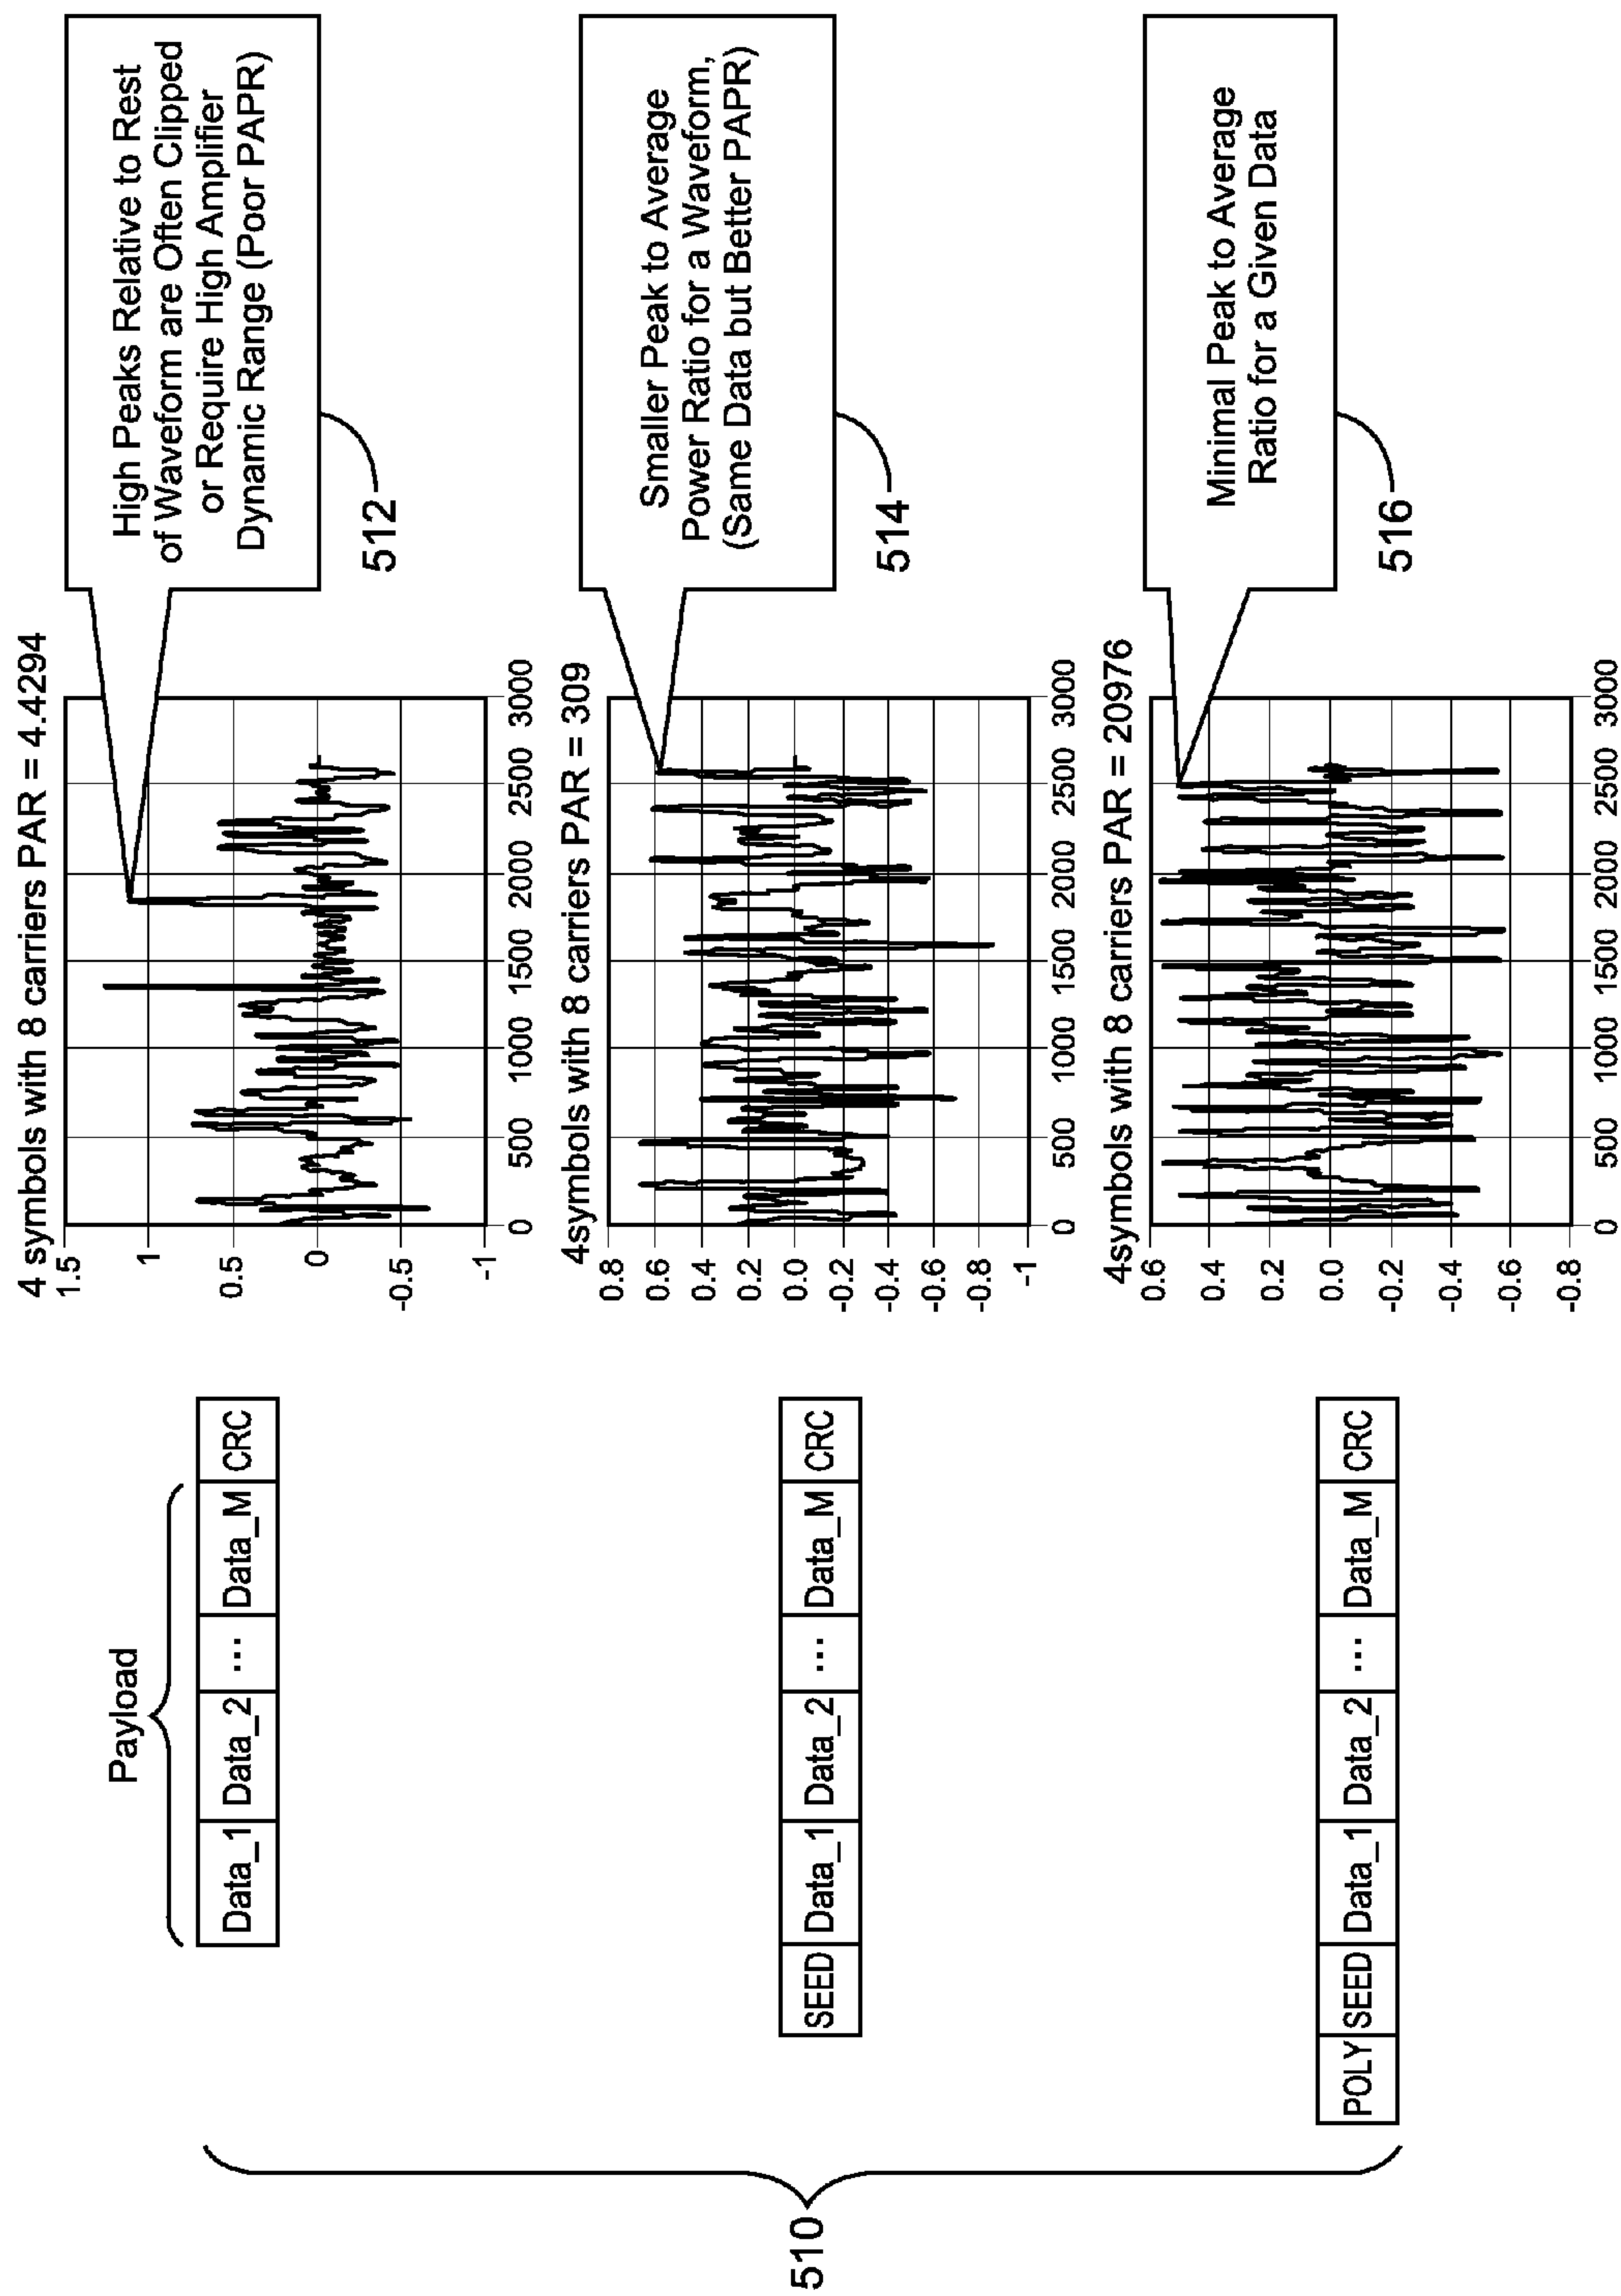 510
Payload
Data_1 Data_2 ... Data_M CRC
4 symbols with 8 carriers PAR = 4.4294
1.5
1
0.5
0
-0.5
-1
0 500 1000 1500 2000 2500 3000
High Peaks Relative to Rest
of Waveform are Often Clipped
or Require High Amplifier
Dynamic Range (Poor PAPR)
512
SEED Data_1 Data_2 ... Data_M CRC
4symbols with 8 carriers PAR = 309
0.8
0.6
0.4
0.2
0.0
-0.2
-0.4
-0.6
-0.8
-1
0 500 1000 1500 2000 2500 3000
Smaller Peak to Average
Power Ratio for a Waveform,
(Same Data but Better PAPR)
514
POLY SEED Data_1 Data_2 ... Data_M CRC
4symbols with 8 carriers PAR = 20976
0.6
0.4
0.2
0.0
-0.2
-0.4
-0.6
-0.8
0 500 1000 1500 2000 2500 3000
Minimal Peak to Average
Ratio for a Given Data
516